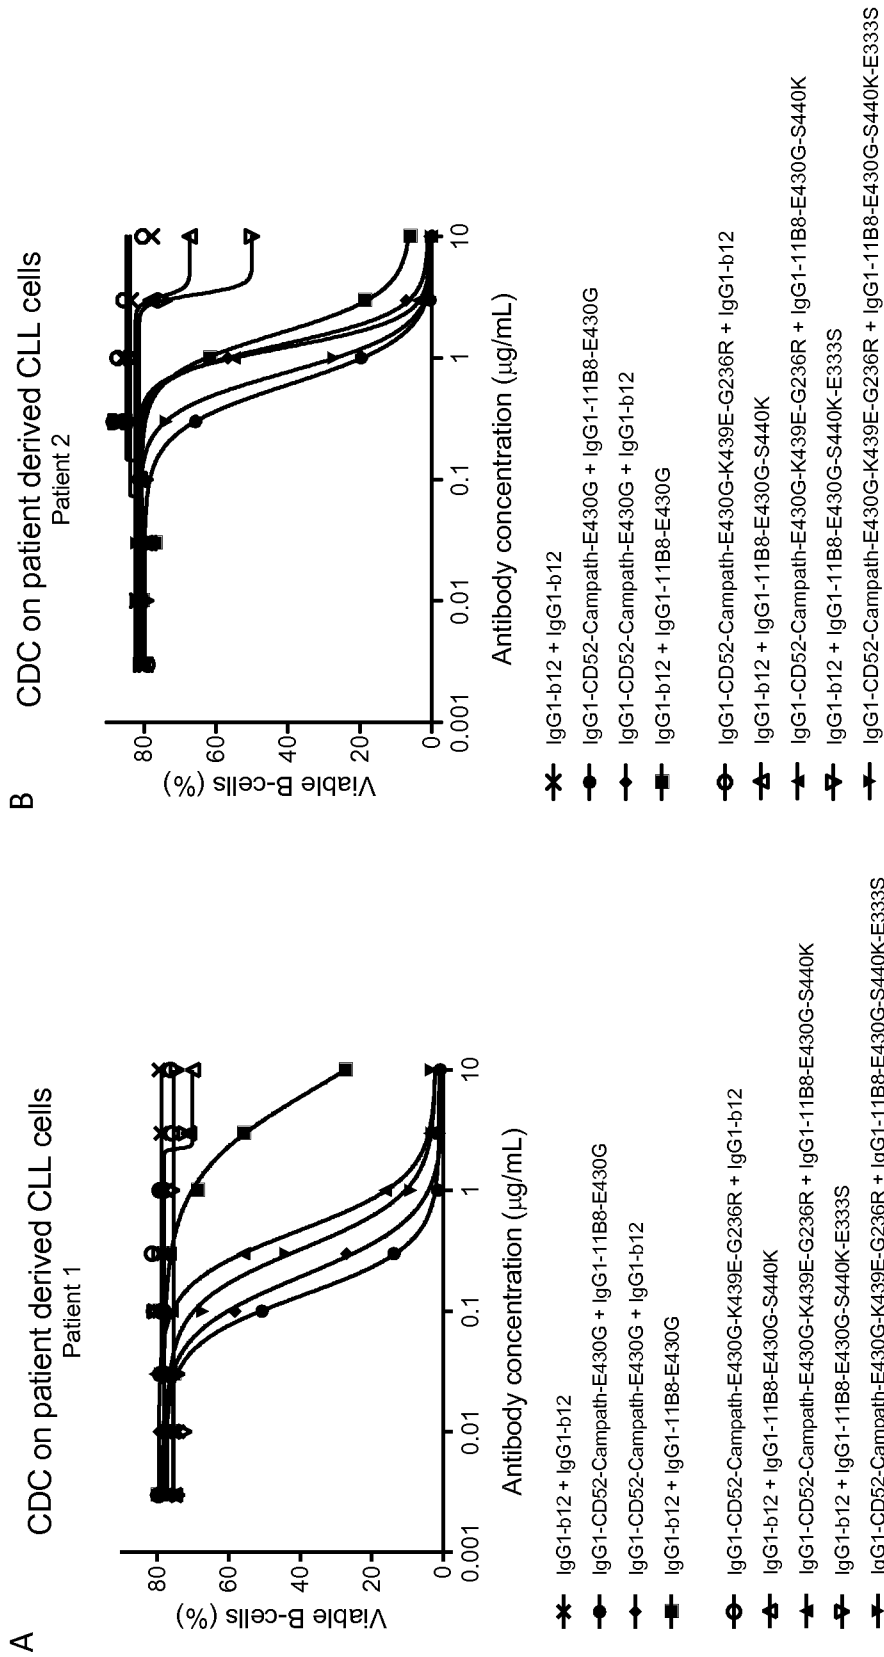 A
CDC on patient derived CLL cells
Patient 1
Viable B-cells (%)
80
60
40
20
0
0.001
0.01
0.1
1
10
Antibody concentration (µg/mL)
IgG1-b12 + IgG1-b12
IgG1-CD52-Campath-E430G + IgG1-11B8-E430G
IgG1-CD52-Campath-E430G + IgG1-b12
IgG1-b12 + IgG1-11B8-E430G
IgG1-CD52-Campath-E430G-K439E-G236R + IgG1-b12
IgG1-b12 + IgG1-11B8-E430G-S440K
IgG1-CD52-Campath-E430G-K439E-G236R + IgG1-11B8-E430G-S440K
IgG1-b12 + IgG1-11B8-E430G-S440K-E333S
IgG1-CD52-Campath-E430G-K439E-G236R + IgG1-11B8-E430G-S440K-E333S
B
CDC on patient derived CLL cells
Patient 2
Viable B-cells (%)
80
60
40
20
0
0.001
0.01
0.1
1
10
Antibody concentration (µg/mL)
IgG1-b12 + IgG1-b12
IgG1-CD52-Campath-E430G + IgG1-11B8-E430G
IgG1-CD52-Campath-E430G + IgG1-b12
IgG1-b12 + IgG1-11B8-E430G
IgG1-CD52-Campath-E430G-K439E-G236R + IgG1-b12
IgG1-b12 + IgG1-11B8-E430G-S440K
IgG1-CD52-Campath-E430G-K439E-G236R + IgG1-11B8-E430G-S440K
IgG1-b12 + IgG1-11B8-E430G-S440K-E333S
IgG1-CD52-Campath-E430G-K439E-G236R + IgG1-11B8-E430G-S440K-E333S